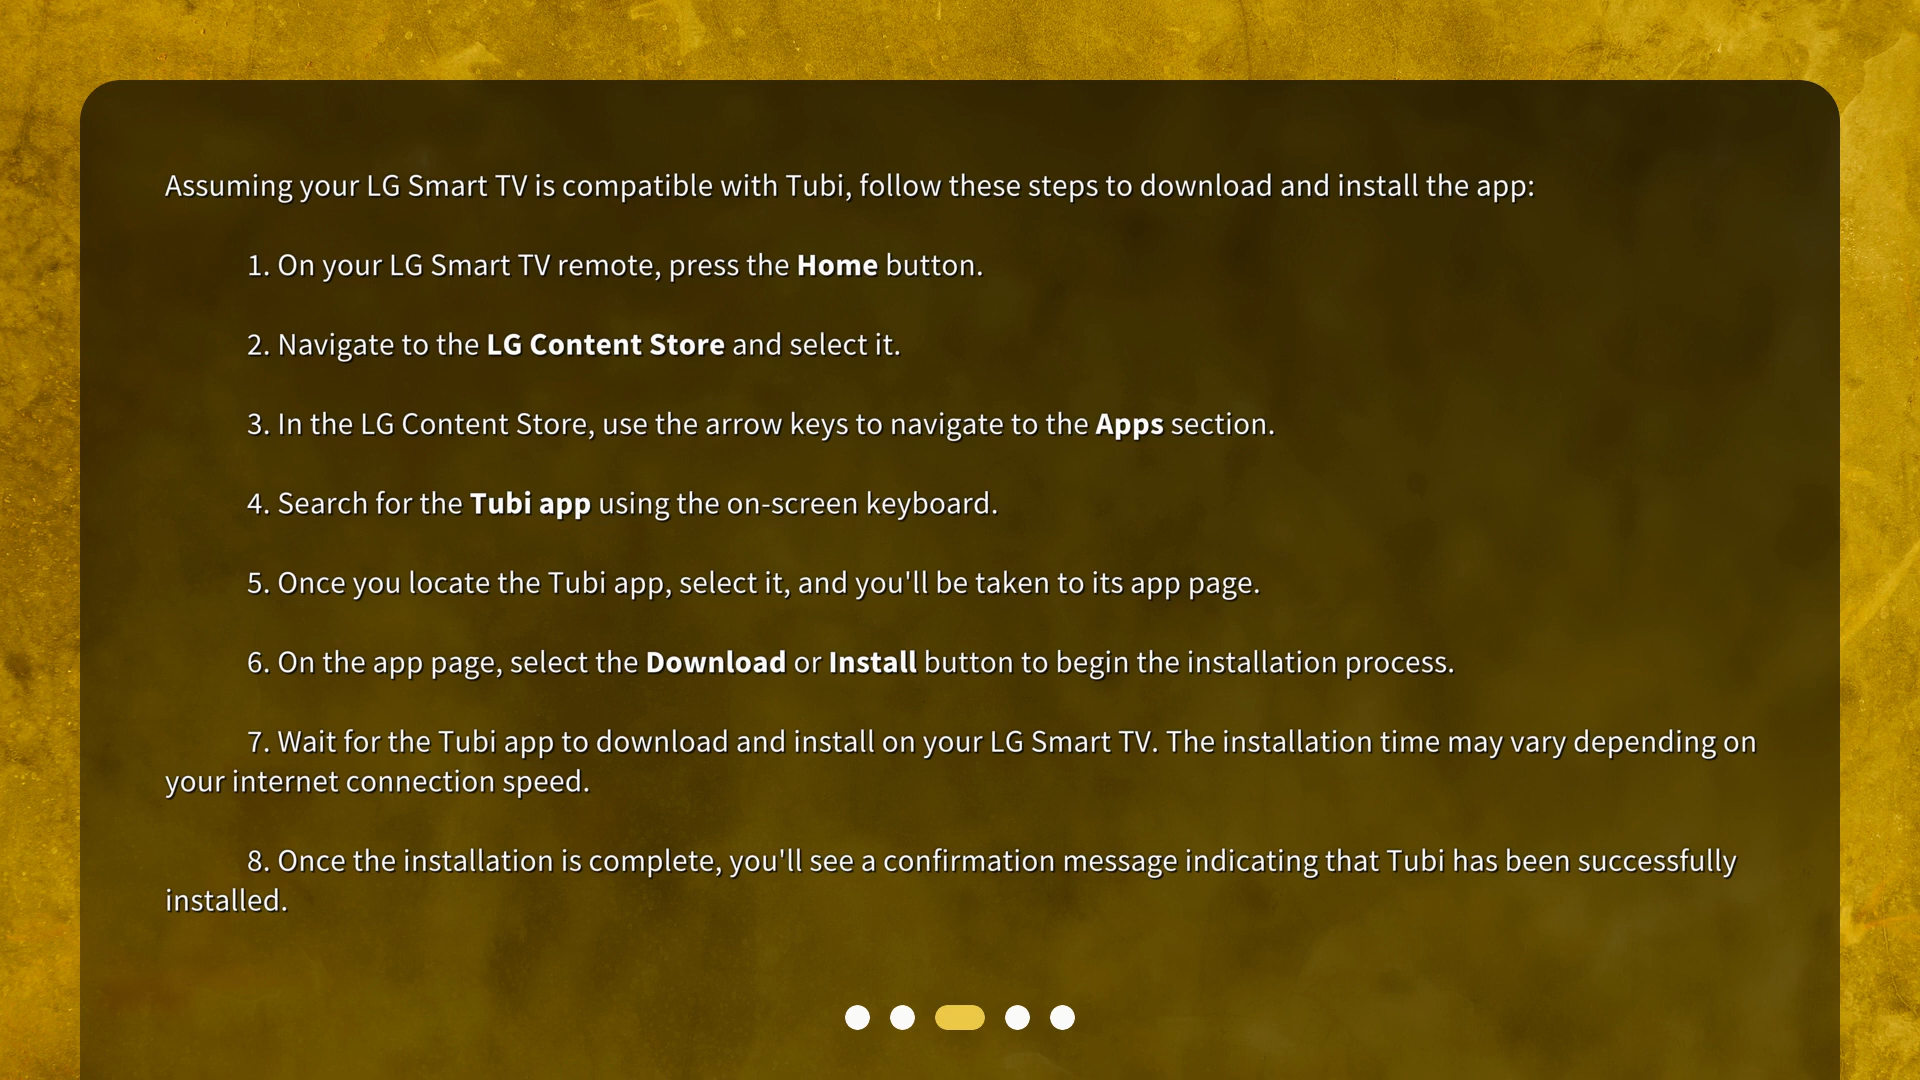 Assuming your LG Smart TV is compatible with Tubi, follow these steps to download and install the app:
1. On your LG Smart TV remote, press the Home button.
2. Navigate to the LG Content Store and select it.
3. In the LG Content Store, use the arrow keys to navigate to the Apps section.
4. Search for the Tubi app using the on-screen keyboard.
5. Once you locate the Tubi app, select it, and you'll be taken to its app page.
6. On the app page, select the Download or Install button to begin the installation process.
7. Wait for the Tubi app to download and install on your LG Smart TV. The installation time may vary depending on
your internet connection speed.
8. Once the installation is complete, you'll see a confirmation message indicating that Tubi has been successfully
installed.